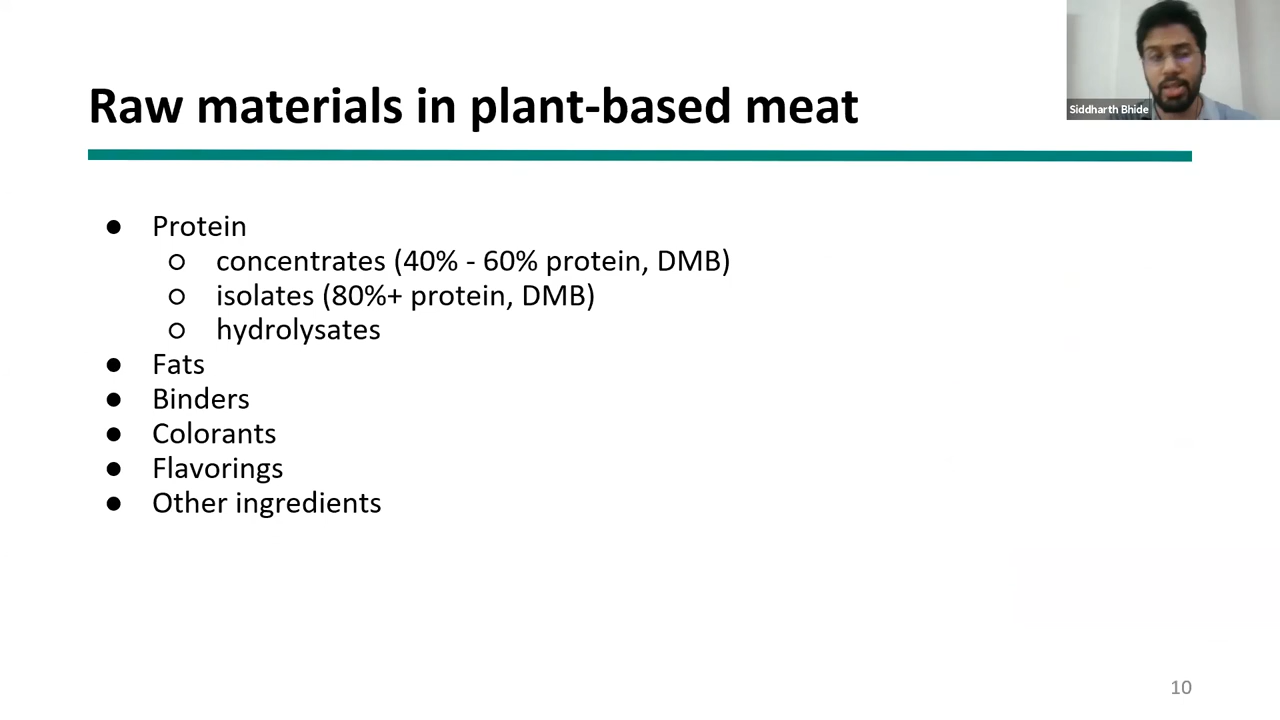 Raw materials in plant-based meat
Siddharth Bhide
● Protein
○ concentrates (40% - 60% protein, DMB)
○ isolates (80%+ protein, DMB)
○ hydrolysates
● Fats
● Binders
● Colorants
● Flavorings
● Other ingredients
10